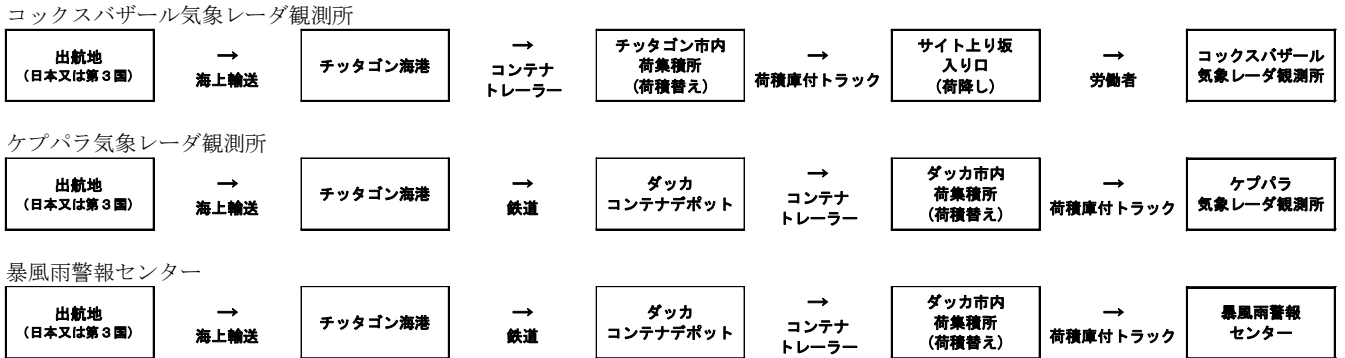 コックスバザール気象レーダ観測所
出航地
(日本又は第３国)
→
海上輸送
チッタゴン海港
→
コンテナ
トレーラー
チッタゴン市内
荷集積所
(荷積替え)
→
荷積庫付トラック
サイト上り坂
入り口
(荷降し)
→
労働者
コックスバザール
気象レーダ観測所
ケプパラ気象レーダ観測所
出航地
(日本又は第３国)
→
海上輸送
チッタゴン海港
→
鉄道
ダッカ
コンテナデポット
→
コンテナ
トレーラー
ダッカ市内
荷集積所
(荷積替え)
→
荷積庫付トラック
ケプパラ
気象レーダ観測所
暴風雨警報センター
出航地
(日本又は第３国)
→
海上輸送
チッタゴン海港
→
鉄道
ダッカ
コンテナデポット
→
コンテナ
トレーラー
ダッカ市内
荷集積所
(荷積替え)
→
荷積庫付トラック
暴風雨警報
センター